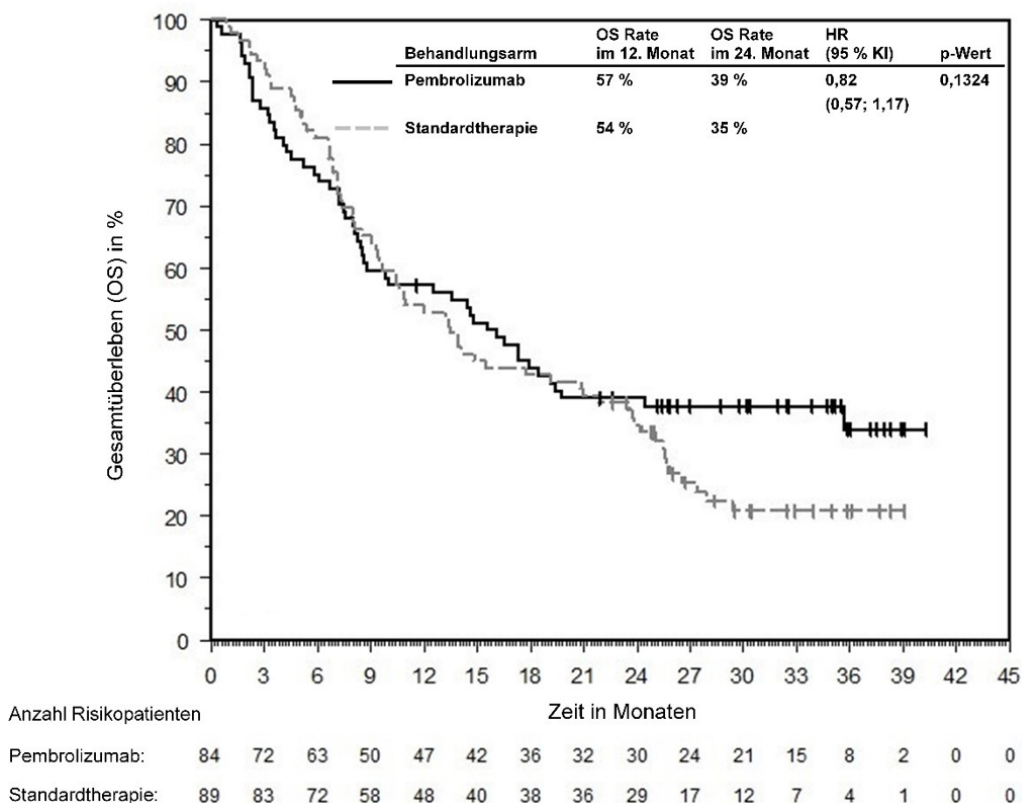 OS Rate OS Rate HR
Behandlungsarm im 12. Monat im 24. Monat (95 % KI) p-Wert
Pembrolizumab 57 % 39 % 0,82 0,1324
(0,57; 1,17)
Standardtherapie 54 % 35 %
Gesamtüberleben (OS) in %
100
90
80
70
60
50
40
30
20
10
0
0 3 6 9 12 15 18 21 24 27 30 33 36 39 42 45
Zeit in Monaten
Anzahl Risikopatienten
Pembrolizumab: 84 72 63 50 47 42 36 32 30 24 21 15 8 2 0 0
Standardtherapie: 89 83 72 58 48 40 38 36 29 17 12 7 4 1 0 0